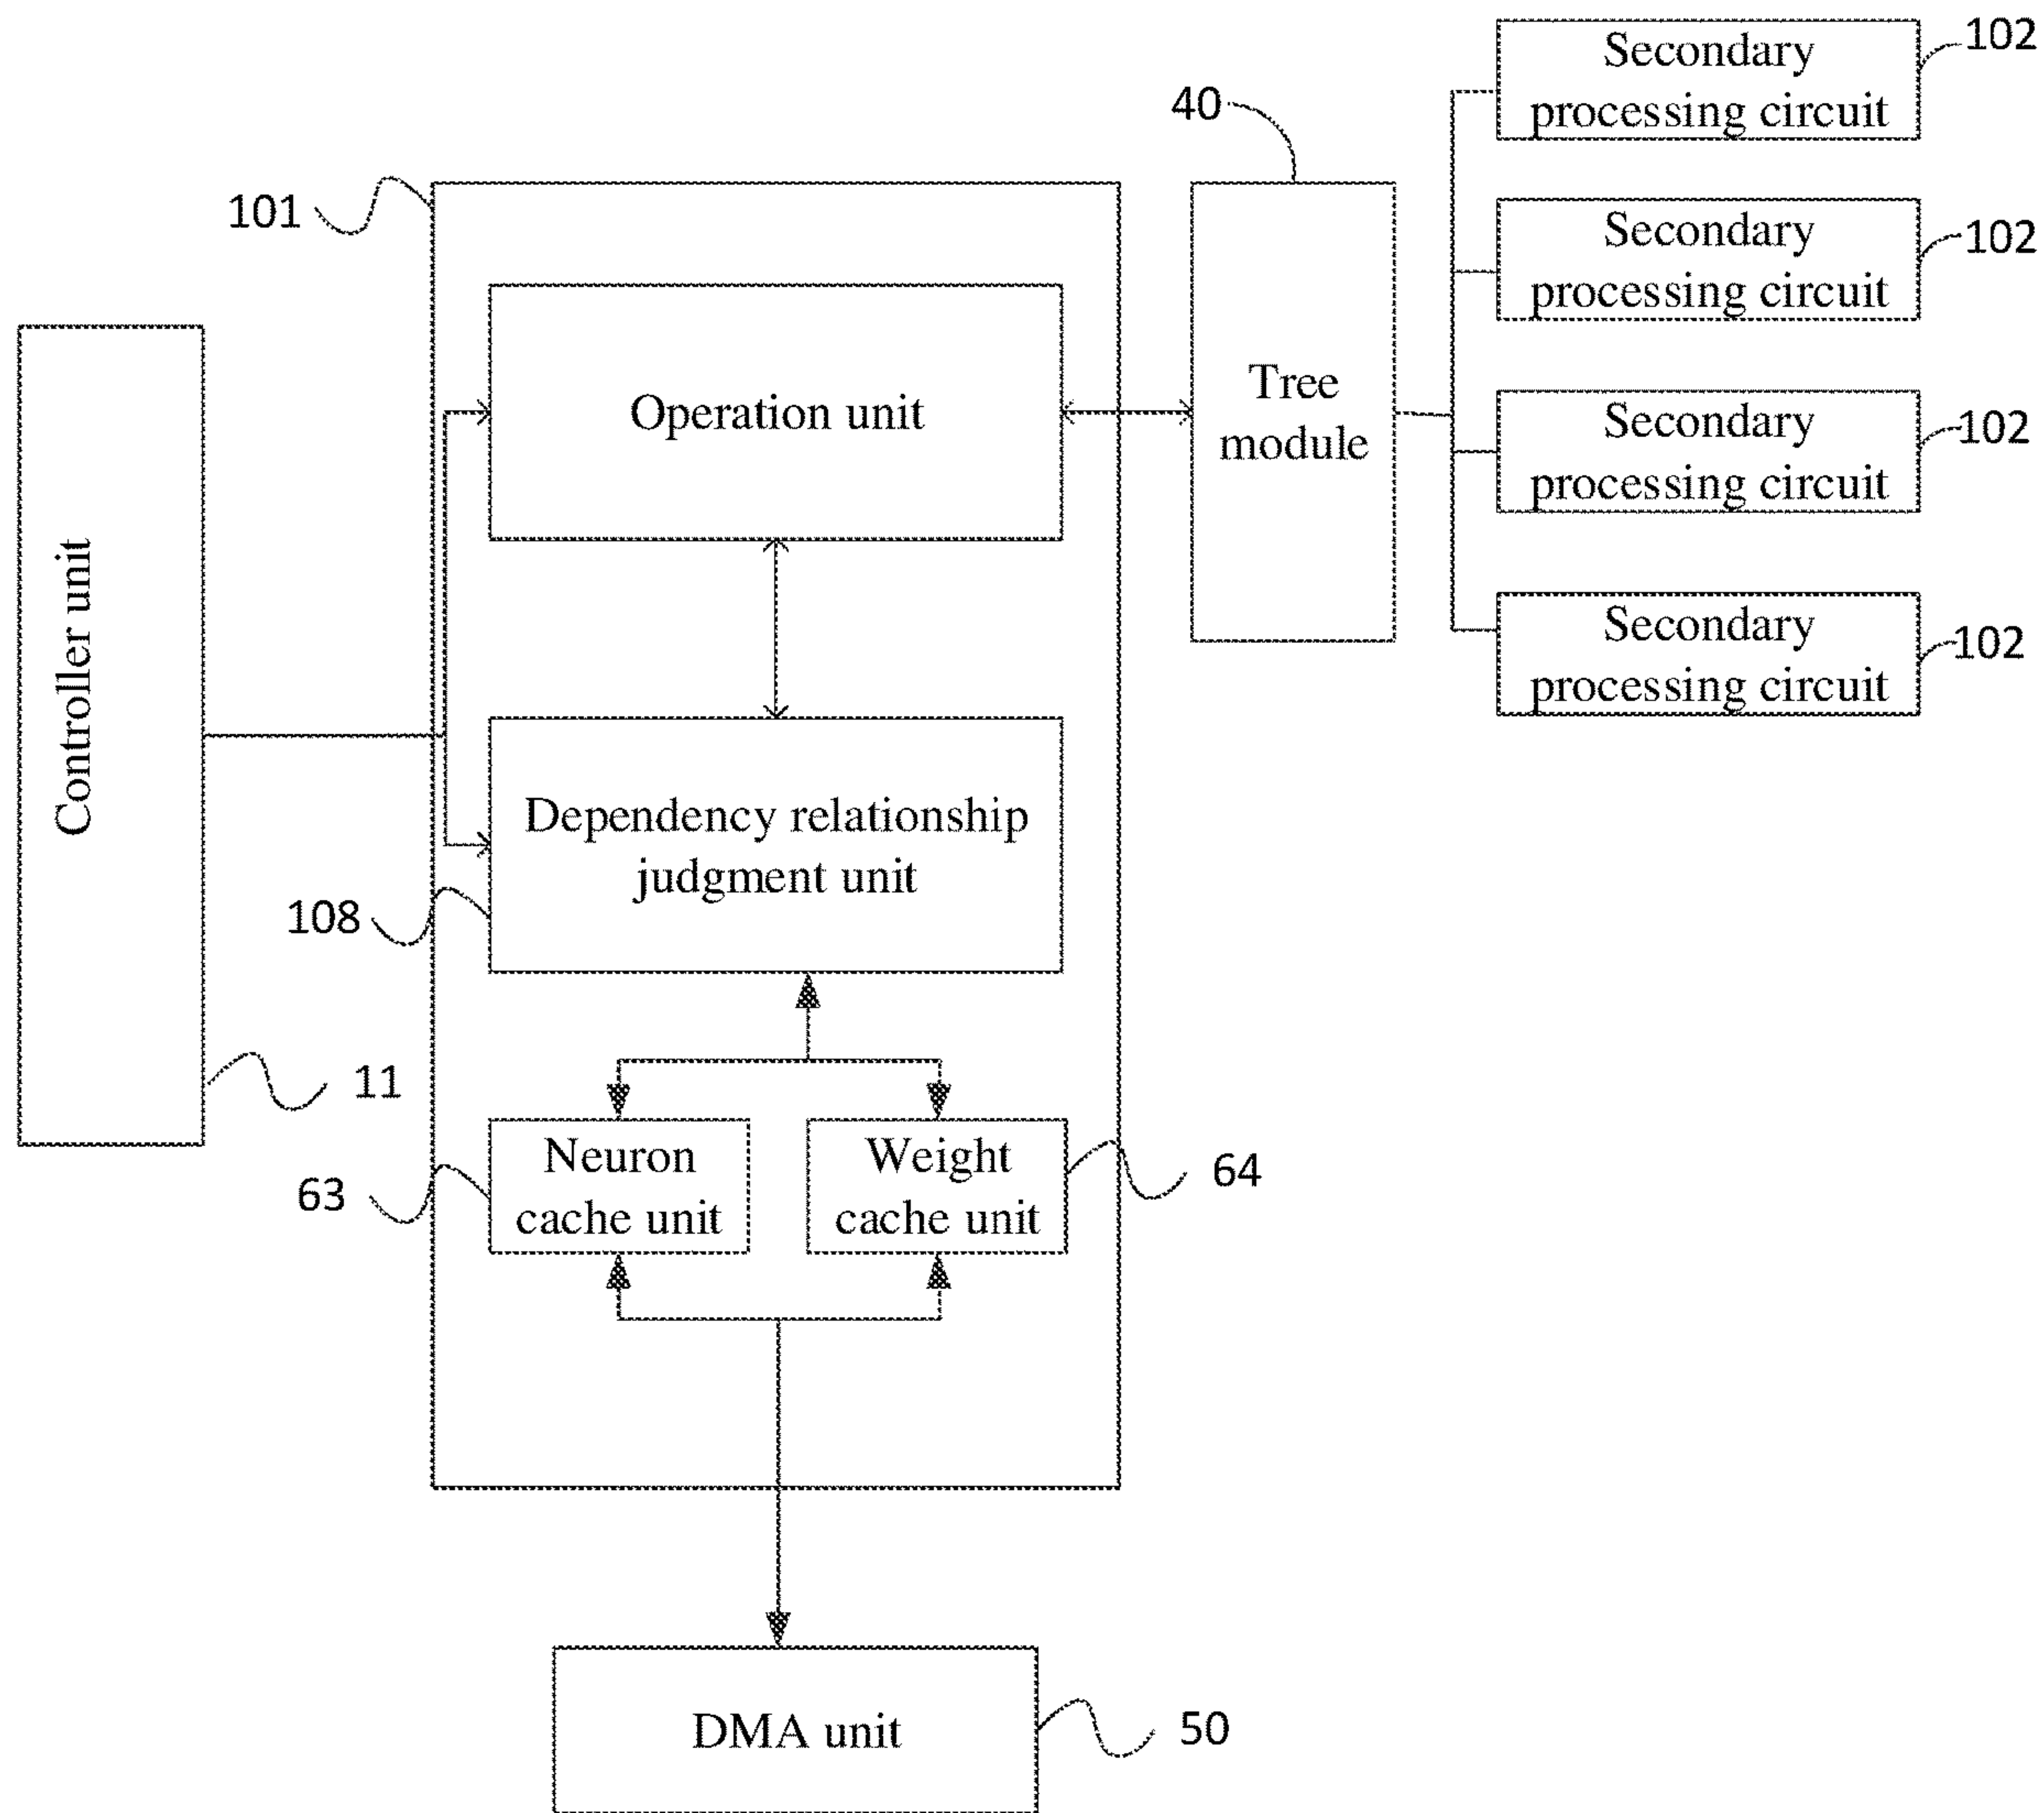 Secondary
processing circuit
102
40
Secondary
processing circuit
102
101
Operation unit
Tree
module
Secondary
processing circuit
102
Secondary
processing circuit
102
Controller unit
Dependency relationship
judgment unit
108
11
Neuron
cache unit
63
Weight
cache unit
64
DMA unit
50